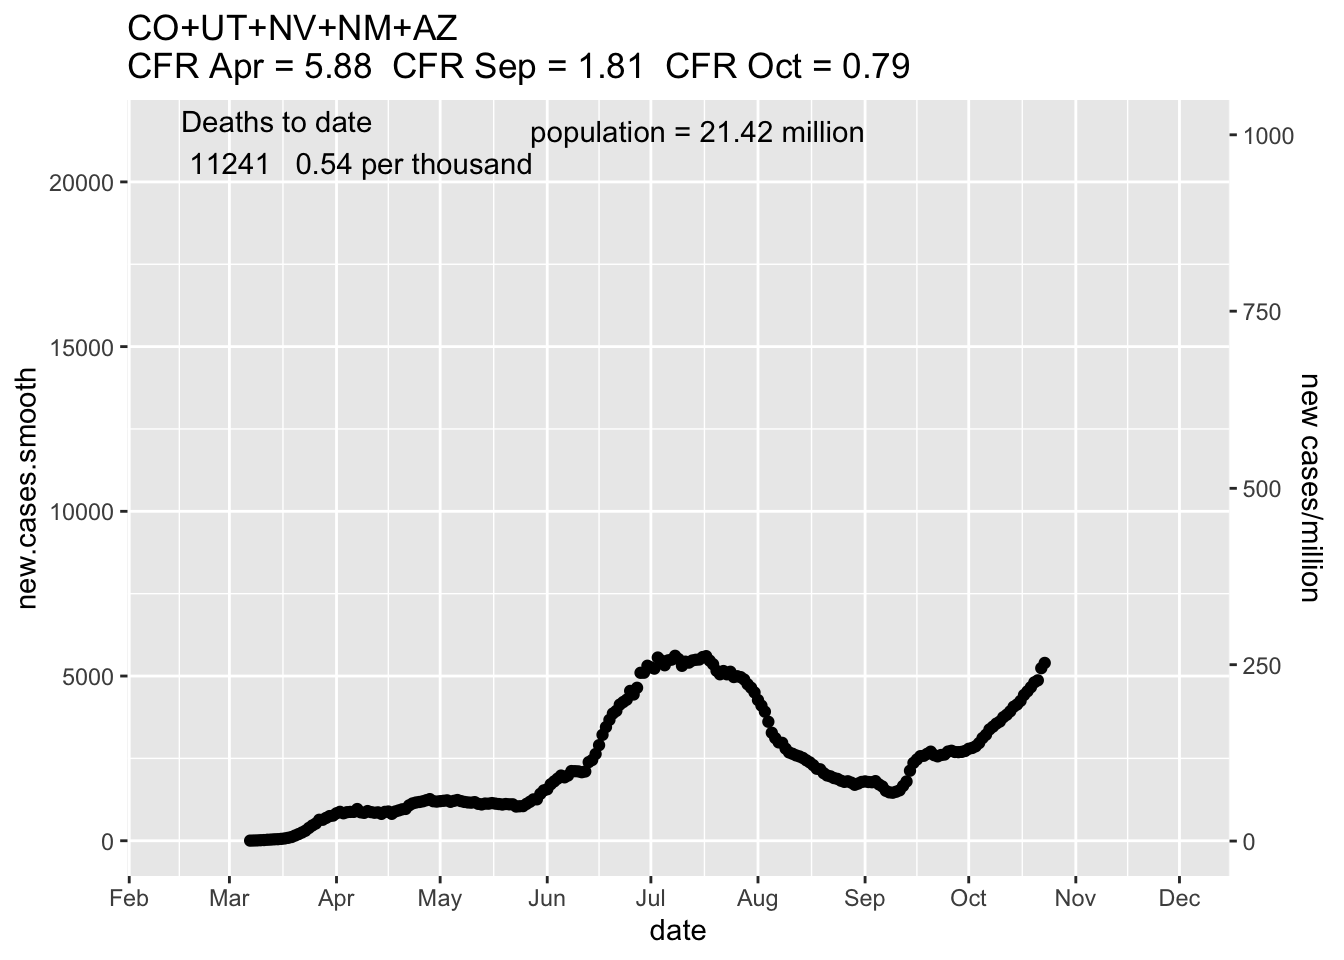 CO+UT+NV+NM+AZ
CFR Apr = 5.88  CFR Sep = 1.81  CFR Oct = 0.79
Deaths to date
11241   0.54 per thousand
population = 21.42 million
20000
15000
10000
5000
0
new.cases.smooth
1000
750
500
250
0
new cases/million
Feb Mar Apr May Jun Jul Aug Sep Oct Nov Dec
date